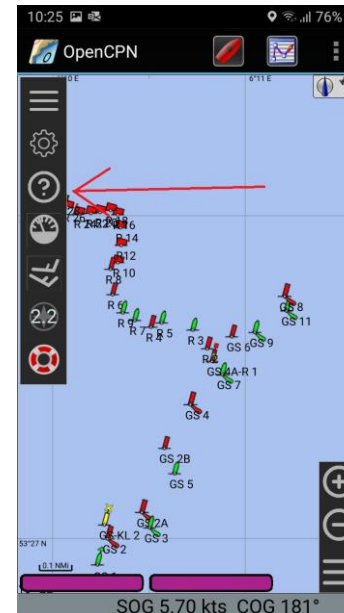 10:25
76%
OpenCPN
6°11 E
R 16
R 14
R12
R 10
R 8
R 7
R 4
R 5
R 3
R 2
GS 8
GS 11
GS 6
GS 9
GS 4A-R 1
GS 7
GS 4
GS 2B
GS 5
2,2
GS 2A
GS 3
GS-KL 2
GS 2
53°27 N
0.1 NMi
SOG 5.70 kts COG 181°